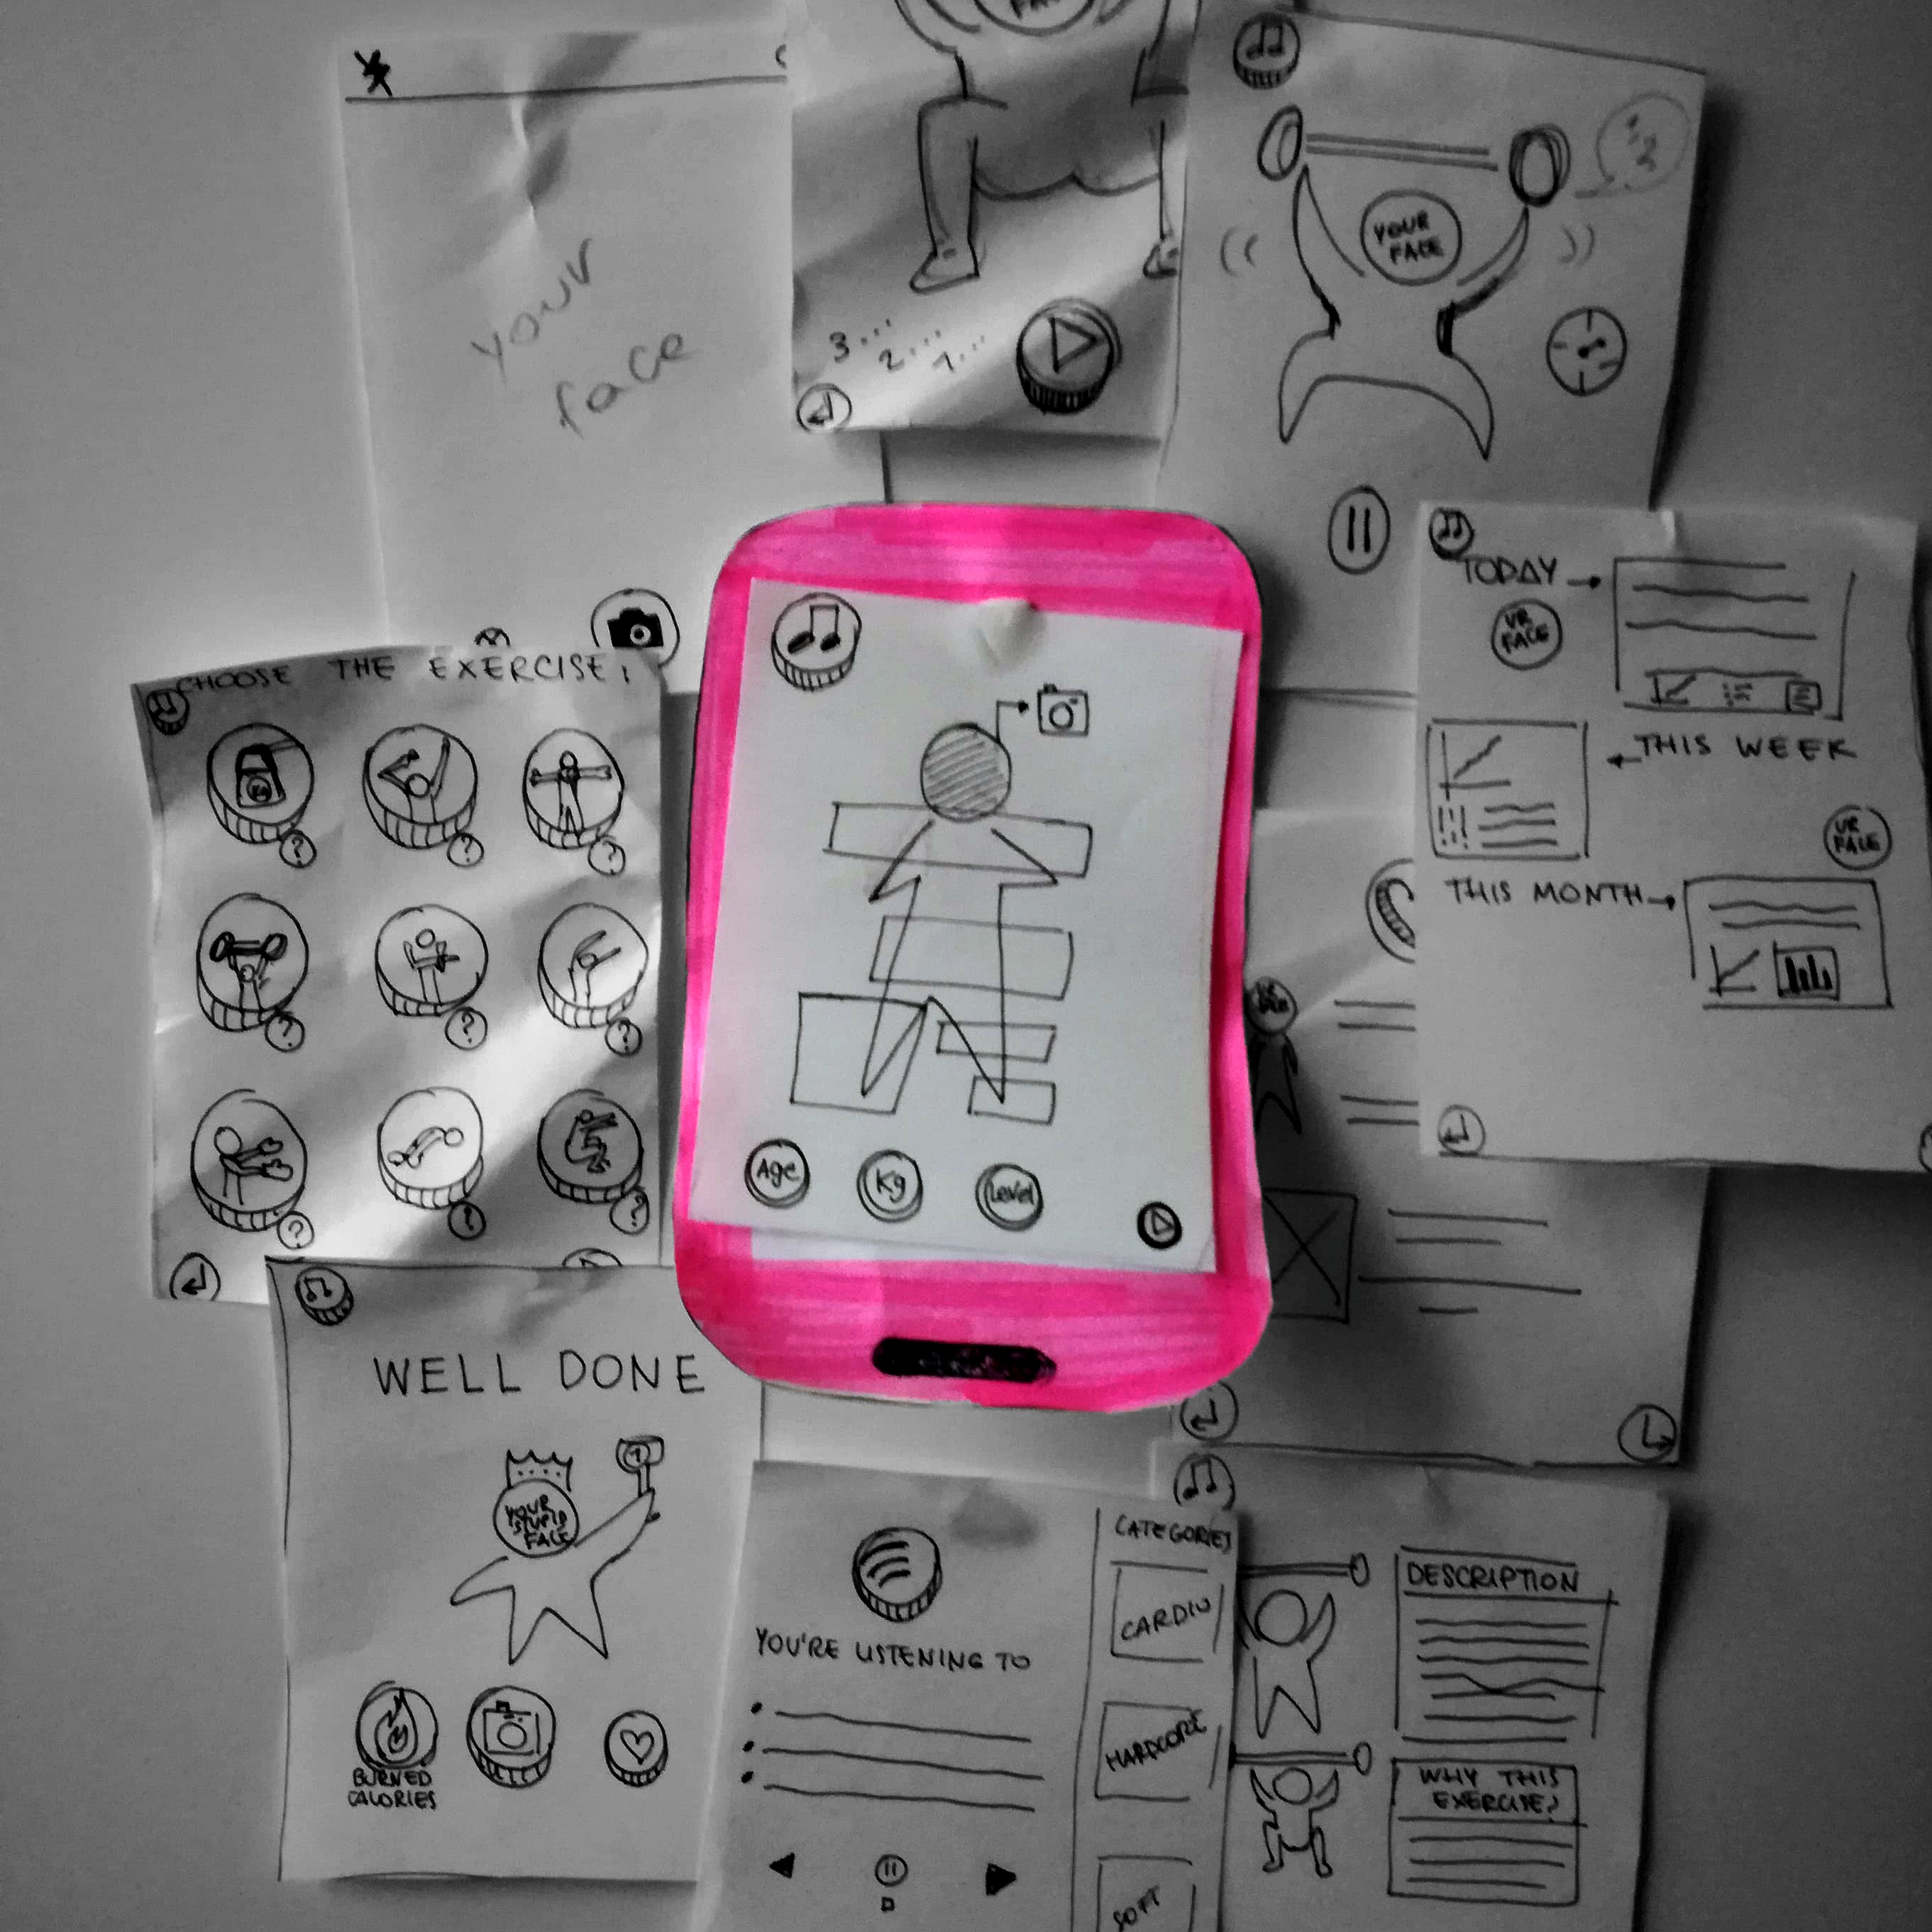 your
face
3...
2...
1...
YOUR
FACE
TODAY
UR
FACE
THIS WEEK
UR
FACE
THIS MONTH
CHOOSE THE EXERCISE:
?
?
?
?
?
?
?
?
?
Age
Kg
Level
WELL DONE
YOUR
STUPID
FACE
1
BURNED
CALORIES
YOU'RE LISTENING TO
CATEGORIES
CARDIO
HARDCORE
SOFT
DESCRIPTION
WHY THIS
EXERCISE?